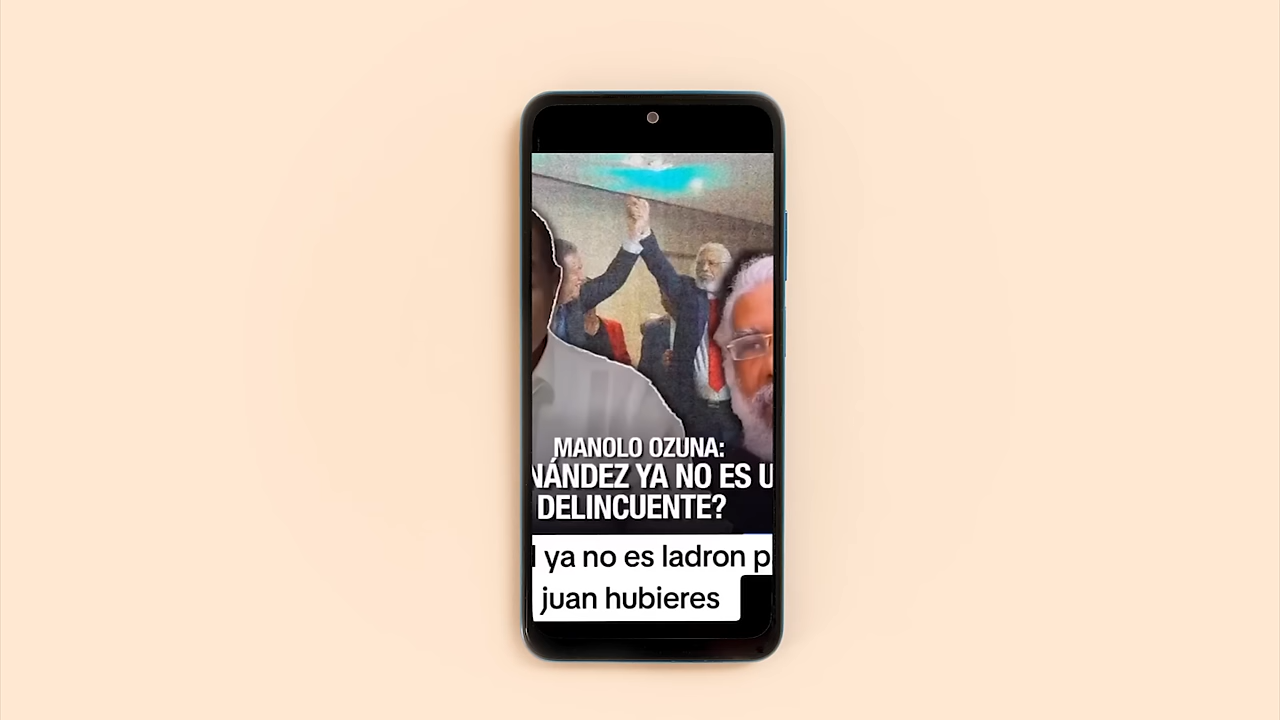 MANOLO OZUNA:
NÁNDEZ YA NO ES U
DELINCUENTE?
ya no es ladron p
juan hubieres